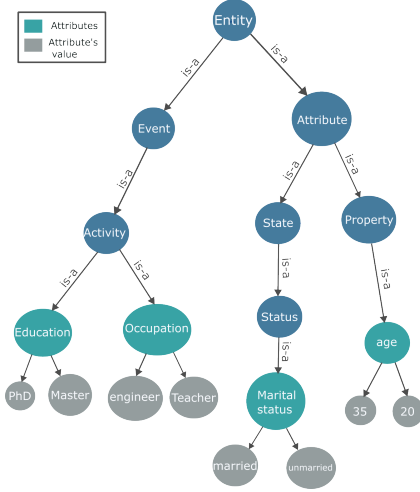 Attributes
Attribute's
value
Entity
is-a
is-a
Event
Attribute
is-a
is-a
is-a
Activity
State
Property
is-a
is-a
is-a
is-a
Education
Occupation
Status
age
is-a
PhD
Master
engineer
Teacher
Marital
status
35
20
married
unmarried